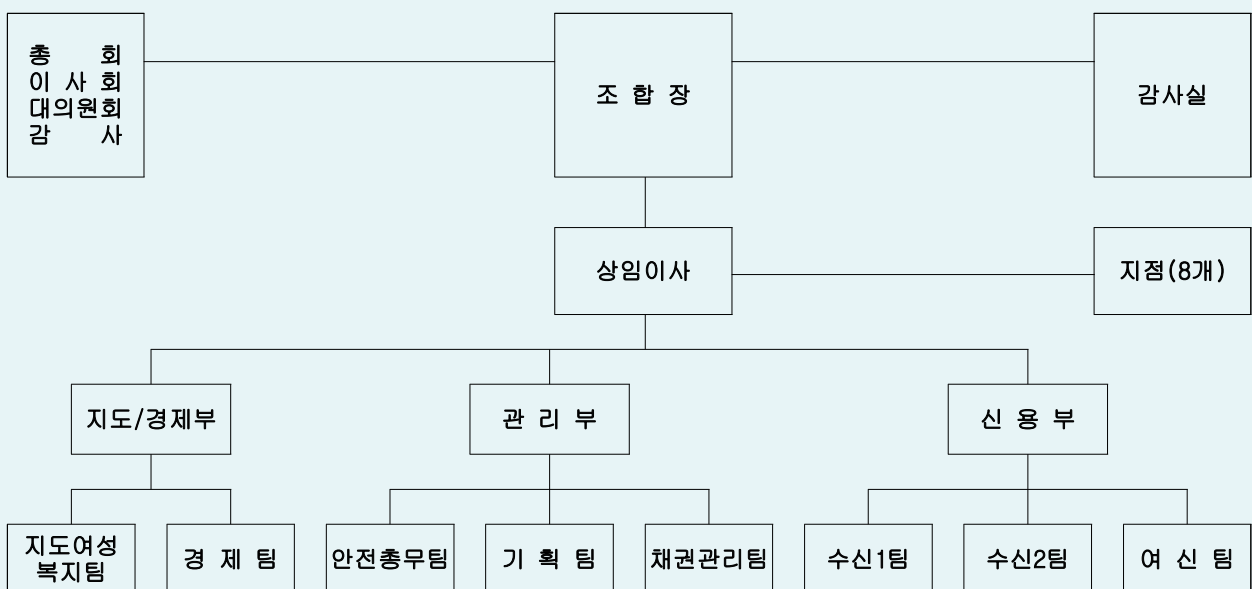 총 회
이 사 회
대의원회
감 사
조 합 장
감사실
상임이사
지점(8개)
지도/경제부
관 리 부
신 용 부
지도여성
복지팀
경 제 팀
안전총무팀
기 획 팀
채권관리팀
수신1팀
수신2팀
여 신 팀